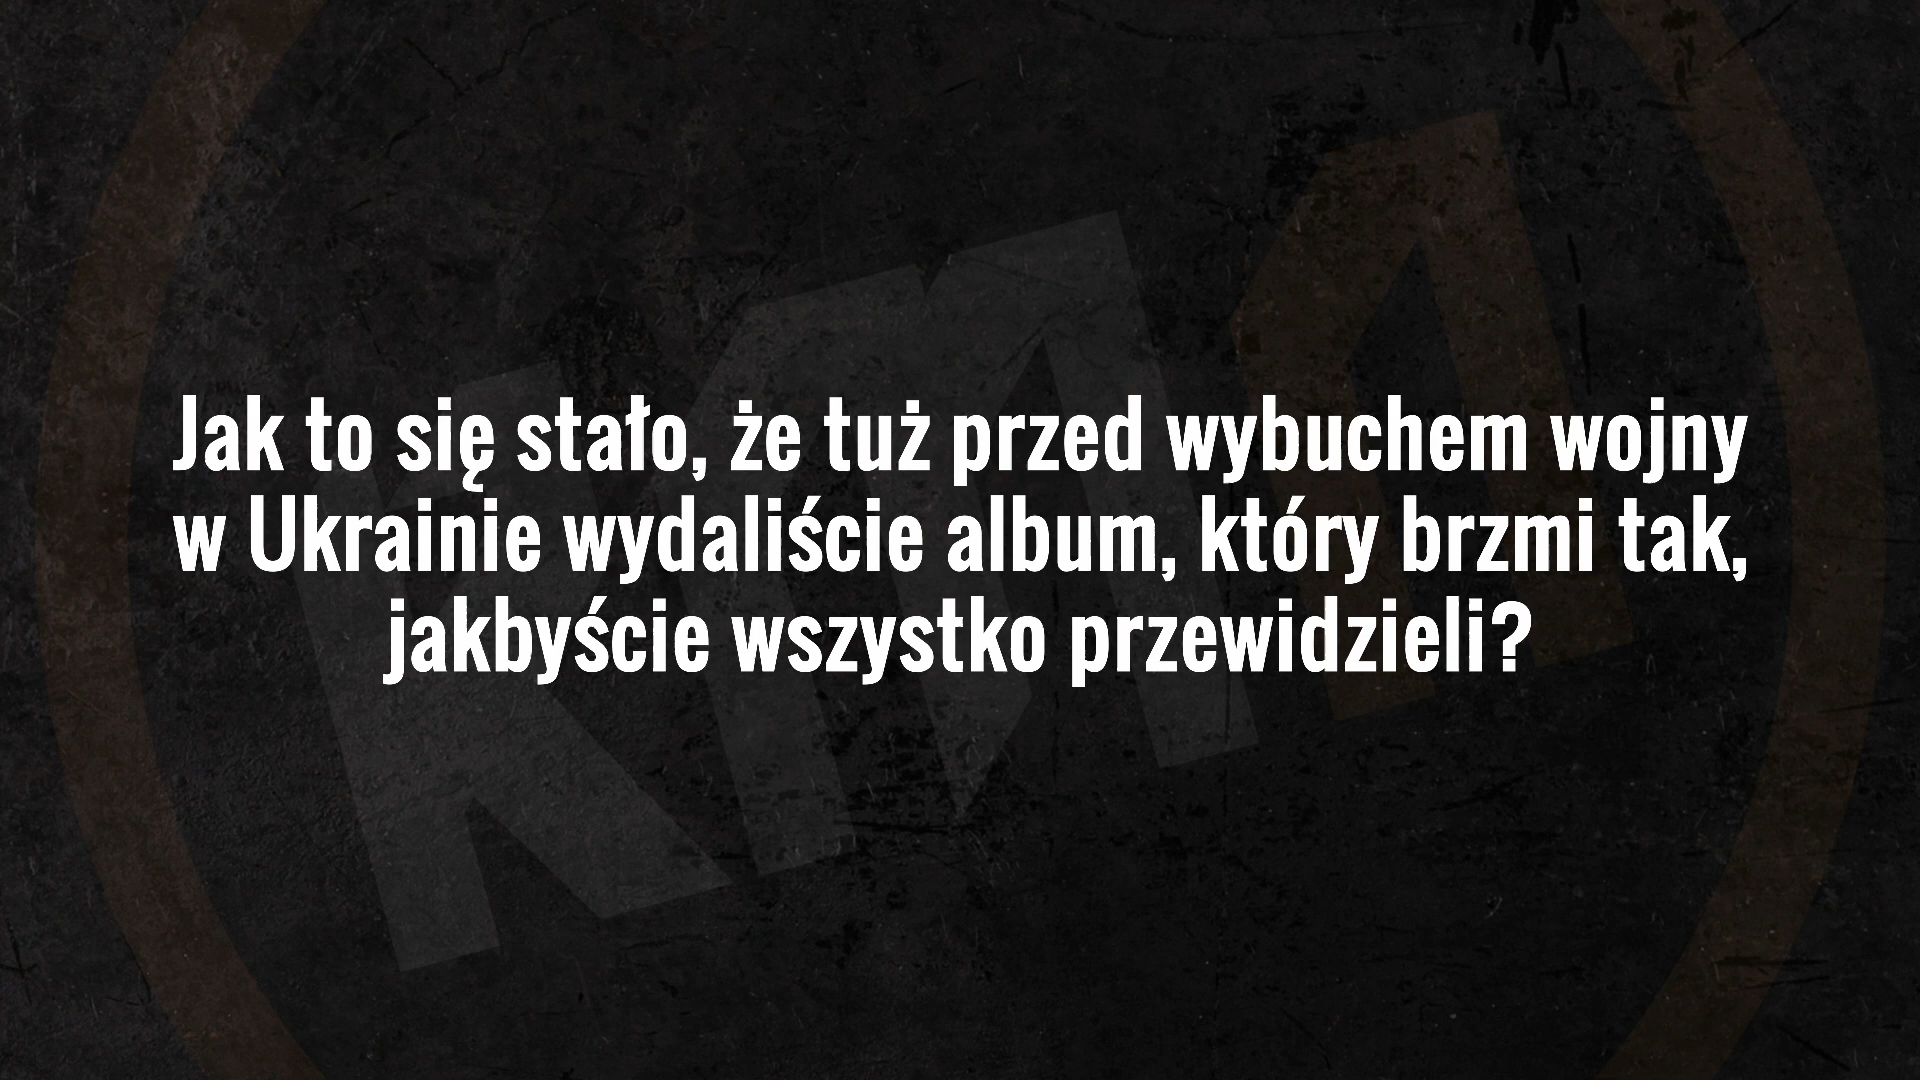 Jak to się stało, że tuż przed wybuchem wojny
w Ukrainie wydaliście album, który brzmi tak,
jakbyście wszystko przewidzieli?